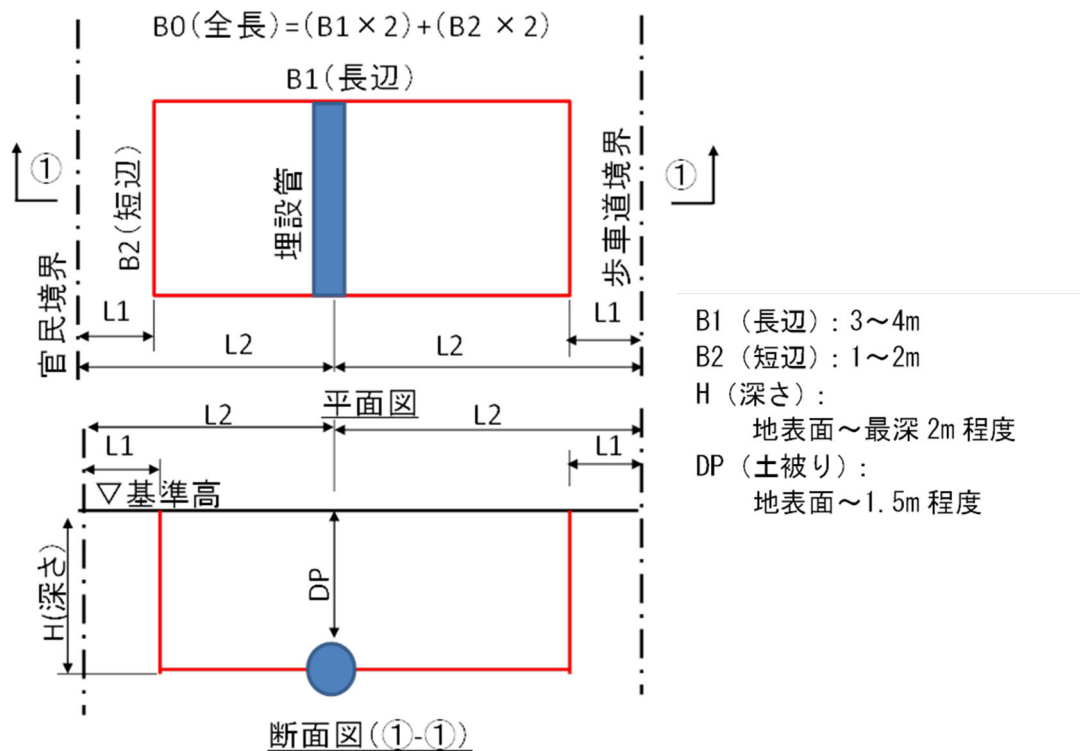 B0(全長)=(B1×2)+(B2×2)
B1(長辺)
①
①
B2(短辺)
埋設管
官民境界
歩車道境界
L1
L1
L2
L2
平面図
L2
L2
L1
L1
▽基準高
H(深さ)
DP
断面図(①-①)
B1(長辺):3~4m
B2(短辺):1~2m
H(深さ):
地表面~最深2m程度
DP(土被り):
地表面~1.5m程度